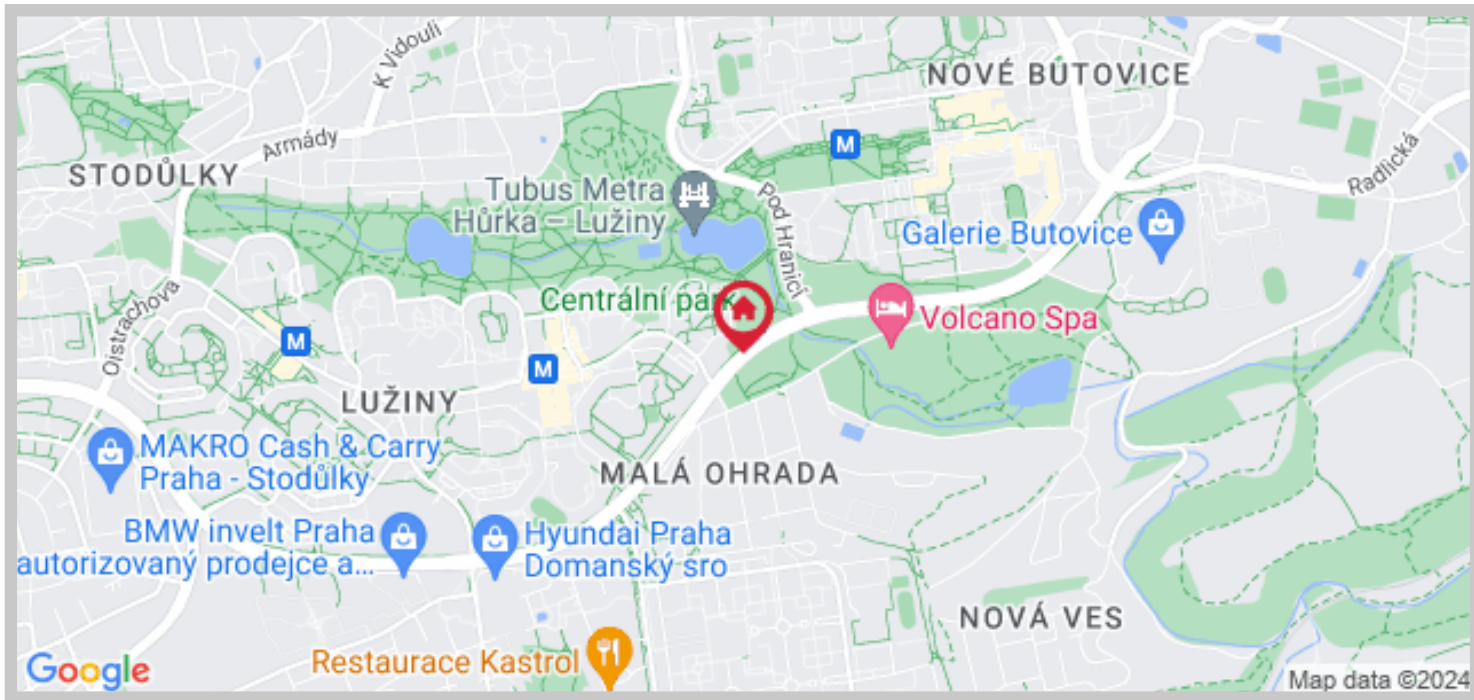 K Vidouli
NOVÉ BUTOVICE
Armády
Radlická
STODŮLKY
M
Tubus Metra
Hůrka – Lužiny
Pod Hranicí
Galerie Butovice
Oistrachova
Centrální park
Volcano Spa
M
M
LUŽINY
MAKRO Cash & Carry
Praha - Stodůlky
MALÁ OHRADA
BMW invelt Praha
autorizovaný prodejce a...
Hyundai Praha
Domanský sro
NOVÁ VES
Restaurace Kastrol
Google
Map data ©2024